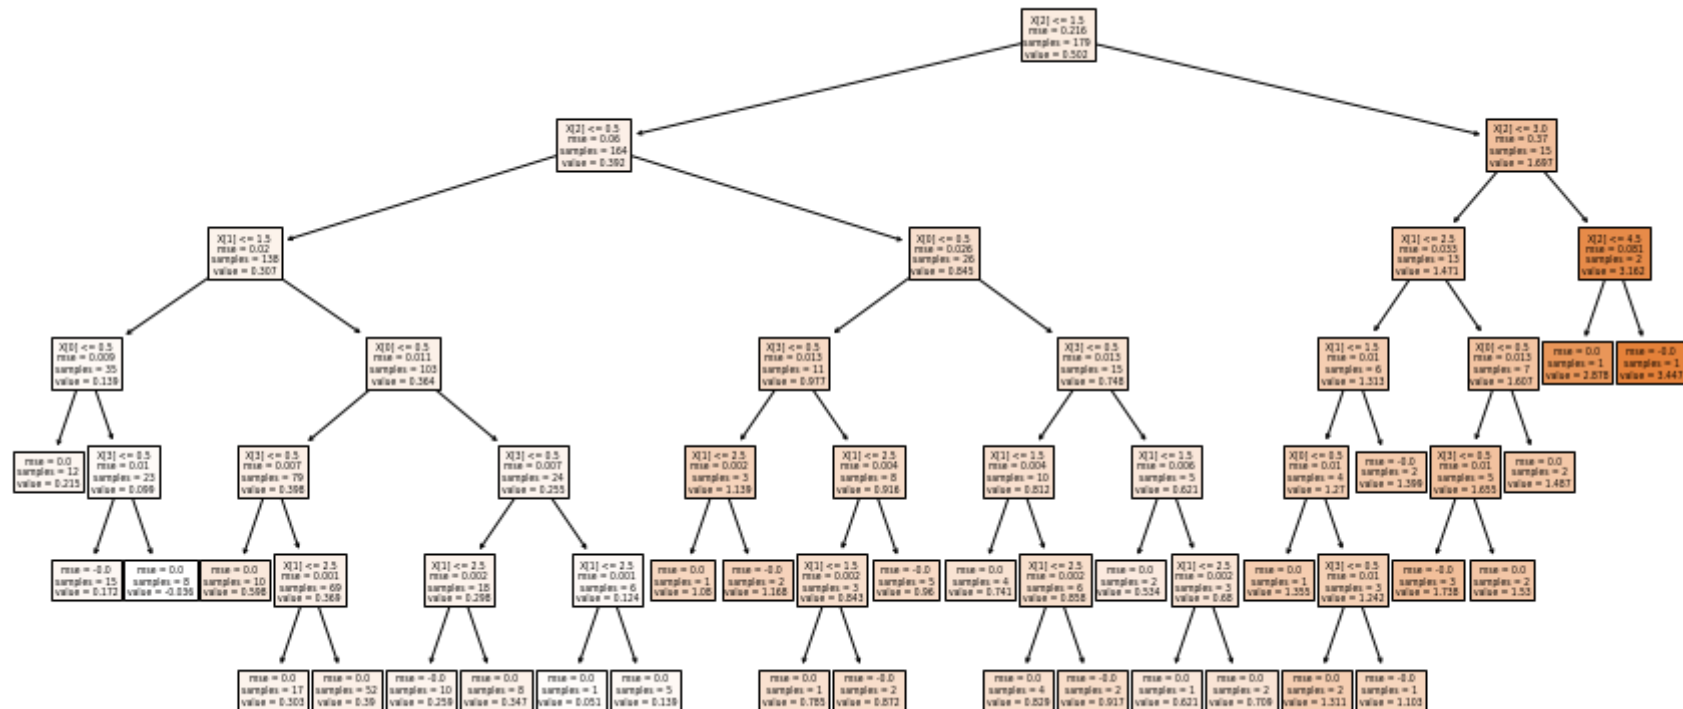 X[2] <= 1.5
mse = 0.216
samples = 179
value = 0.502
X[2] <= 0.5
mse = 0.06
samples = 164
value = 0.392
X[2] <= 3.0
mse = 0.37
samples = 15
value = 1.697
X[1] <= 1.5
mse = 0.02
samples = 138
value = 0.307
X[0] <= 0.5
mse = 0.026
samples = 26
value = 0.845
X[1] <= 2.5
mse = 0.033
samples = 13
value = 1.471
X[2] <= 4.5
mse = 0.081
samples = 2
value = 3.162
X[0] <= 0.5
mse = 0.009
samples = 35
value = 0.139
X[0] <= 0.5
mse = 0.011
samples = 103
value = 0.364
X[3] <= 0.5
mse = 0.013
samples = 11
value = 0.977
X[3] <= 0.5
mse = 0.013
samples = 15
value = 0.748
X[1] <= 1.5
mse = 0.01
samples = 6
value = 1.313
X[0] <= 0.5
mse = 0.013
samples = 7
value = 1.607
mse = 0.0
samples = 1
value = 2.878
mse = -0.0
samples = 1
value = 3.447
mse = 0.0
samples = 12
value = 0.215
X[3] <= 0.5
mse = 0.01
samples = 23
value = 0.099
X[3] <= 0.5
mse = 0.007
samples = 79
value = 0.398
X[3] <= 0.5
mse = 0.007
samples = 24
value = 0.255
X[1] <= 2.5
mse = 0.002
samples = 3
value = 1.139
X[1] <= 2.5
mse = 0.004
samples = 8
value = 0.916
X[1] <= 1.5
mse = 0.004
samples = 10
value = 0.812
X[1] <= 1.5
mse = 0.006
samples = 5
value = 0.621
X[0] <= 0.5
mse = 0.01
samples = 4
value = 1.27
mse = -0.0
samples = 2
value = 1.399
X[3] <= 0.5
mse = 0.01
samples = 5
value = 1.655
mse = 0.0
samples = 2
value = 1.487
mse = -0.0
samples = 15
value = 0.172
mse = 0.0
samples = 8
value = -0.036
mse = 0.0
samples = 10
value = 0.598
X[1] <= 2.5
mse = 0.001
samples = 69
value = 0.369
X[1] <= 2.5
mse = 0.002
samples = 18
value = 0.298
X[1] <= 2.5
mse = 0.001
samples = 6
value = 0.124
mse = 0.0
samples = 1
value = 1.08
mse = -0.0
samples = 2
value = 1.168
X[1] <= 1.5
mse = 0.002
samples = 3
value = 0.843
mse = -0.0
samples = 5
value = 0.96
mse = 0.0
samples = 4
value = 0.741
X[1] <= 2.5
mse = 0.002
samples = 6
value = 0.858
mse = 0.0
samples = 2
value = 0.534
X[1] <= 2.5
mse = 0.002
samples = 3
value = 0.68
mse = 0.0
samples = 1
value = 1.355
X[3] <= 0.5
mse = 0.01
samples = 3
value = 1.242
mse = -0.0
samples = 3
value = 1.738
mse = 0.0
samples = 2
value = 1.53
mse = 0.0
samples = 17
value = 0.303
mse = 0.0
samples = 52
value = 0.39
mse = -0.0
samples = 10
value = 0.259
mse = 0.0
samples = 8
value = 0.347
mse = 0.0
samples = 1
value = 0.051
mse = 0.0
samples = 5
value = 0.139
mse = 0.0
samples = 1
value = 0.785
mse = -0.0
samples = 2
value = 0.872
mse = 0.0
samples = 4
value = 0.829
mse = -0.0
samples = 2
value = 0.917
mse = 0.0
samples = 1
value = 0.621
mse = 0.0
samples = 2
value = 0.709
mse = 0.0
samples = 2
value = 1.311
mse = -0.0
samples = 1
value = 1.103